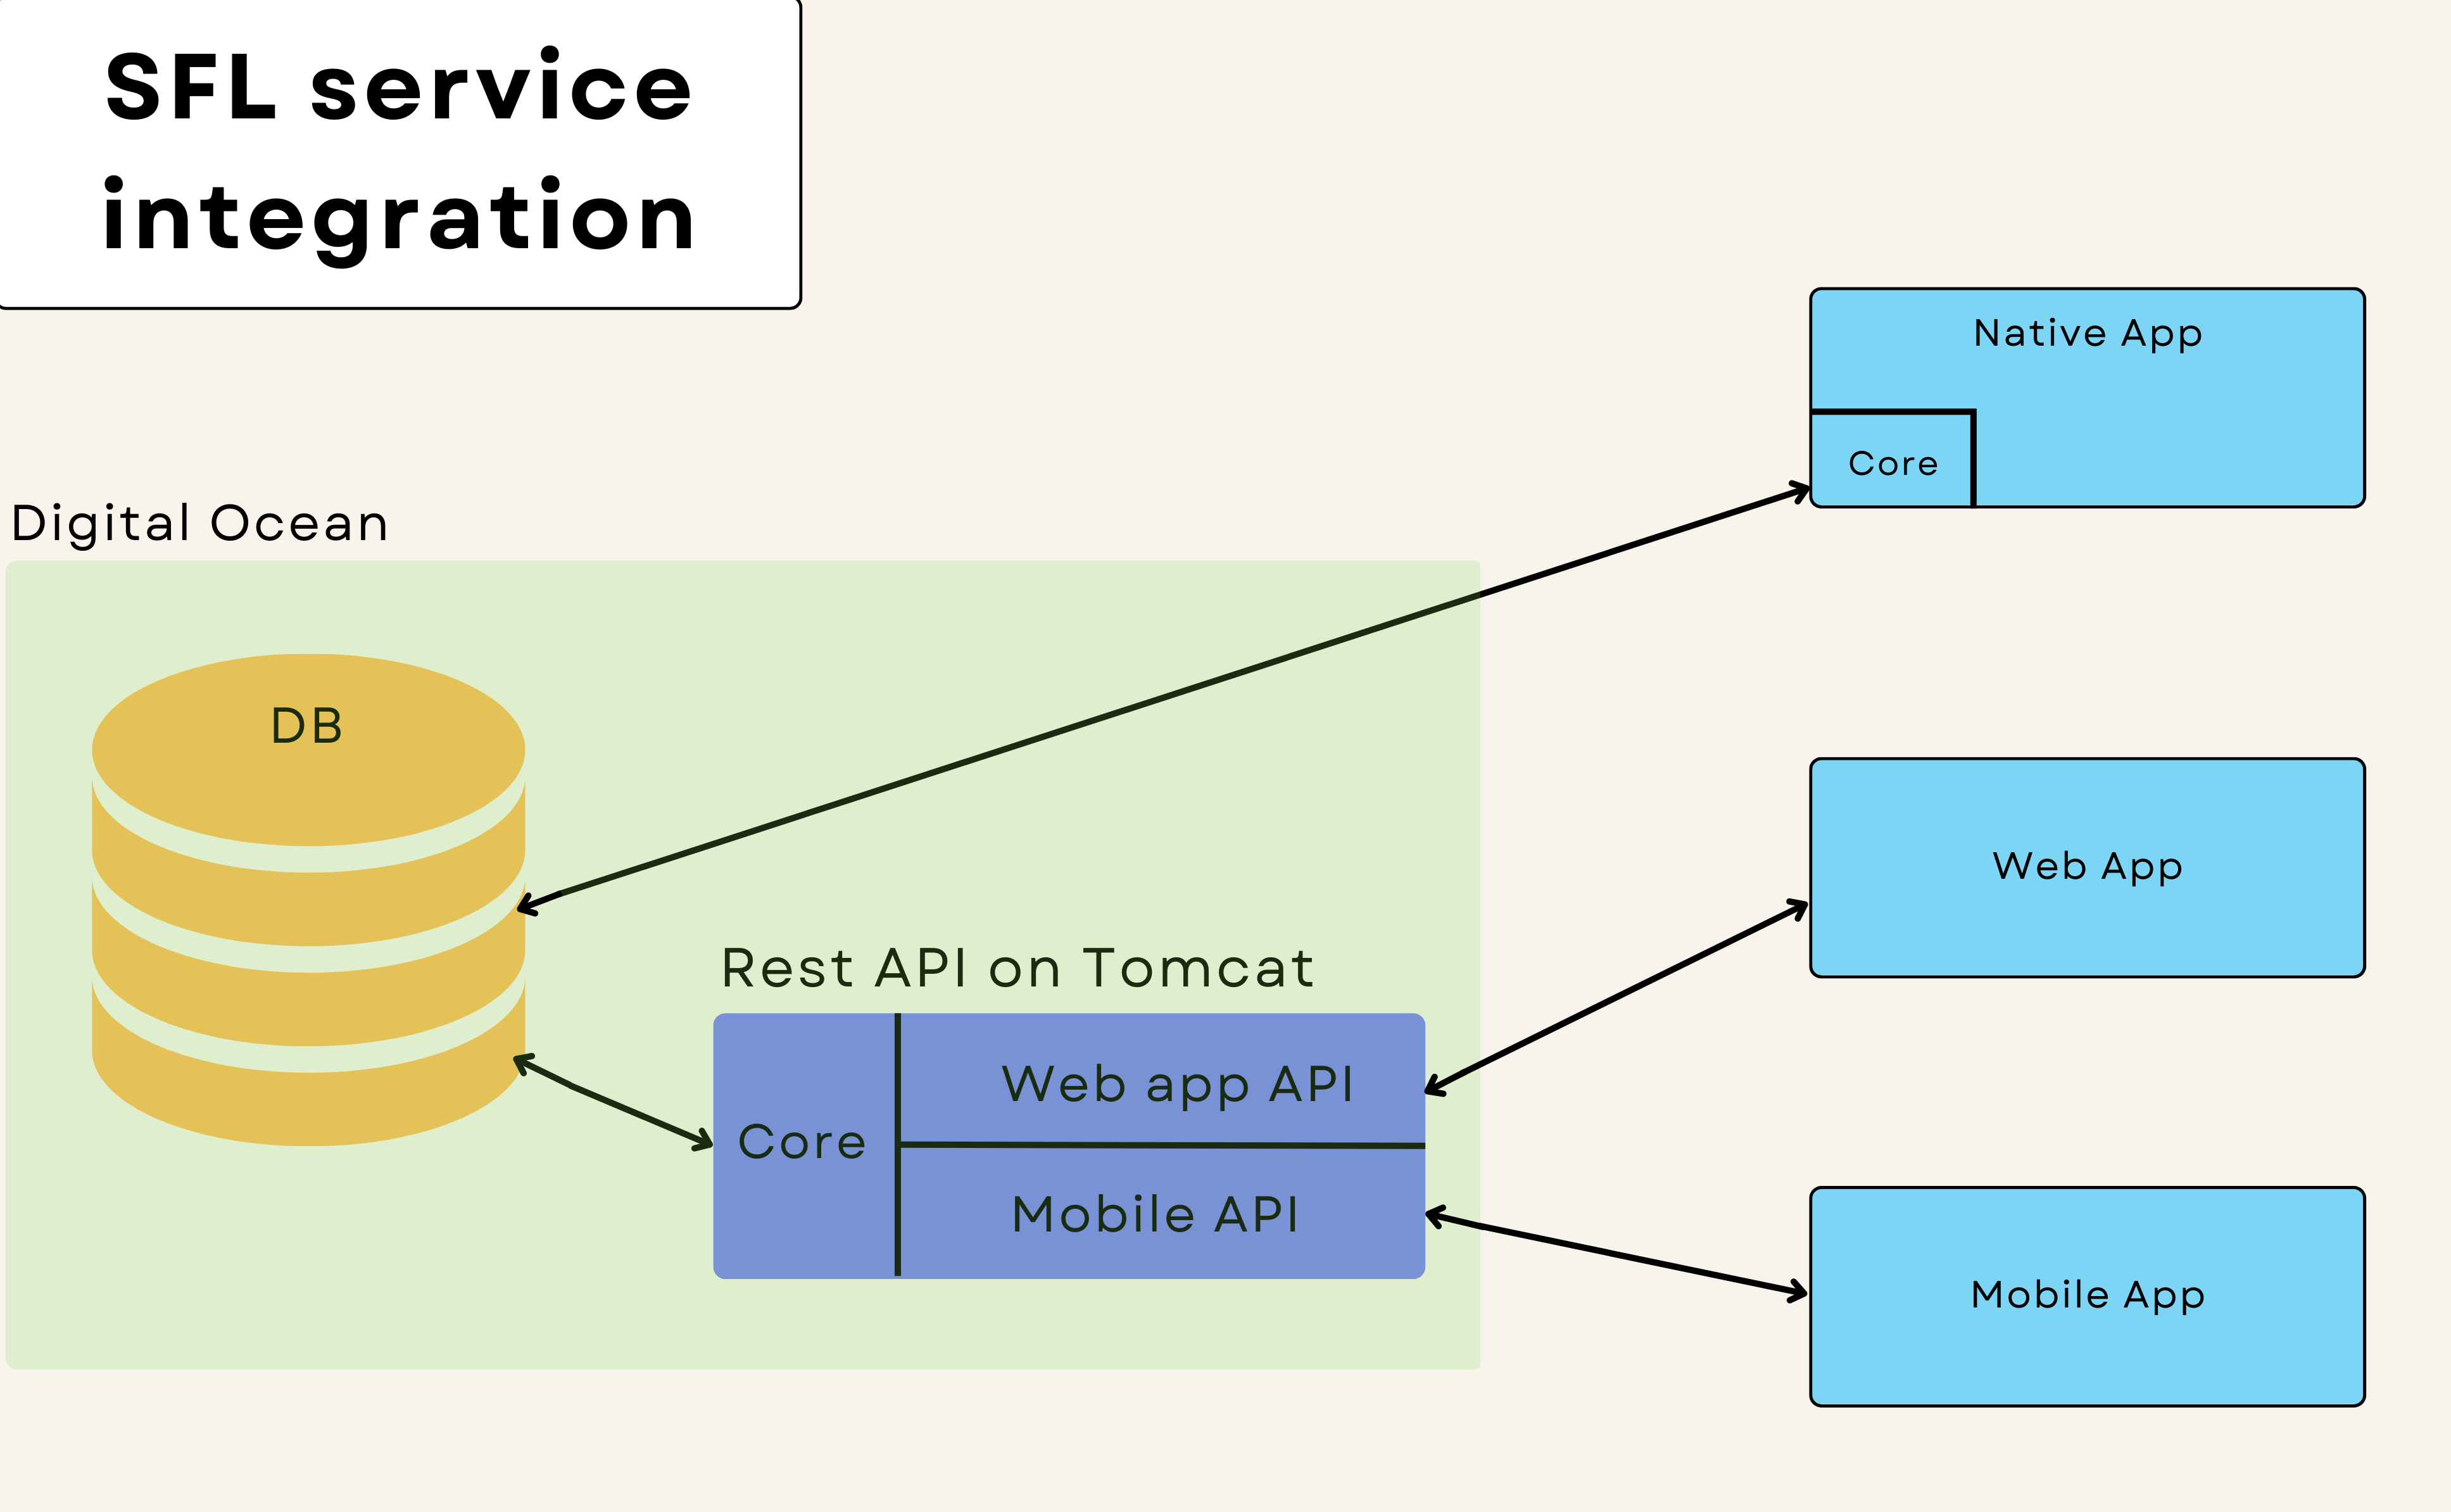 SFL service
integration
Native App
Core
Digital Ocean
DB
Web App
Rest API on Tomcat
Web app API
Core
Mobile API
Mobile App